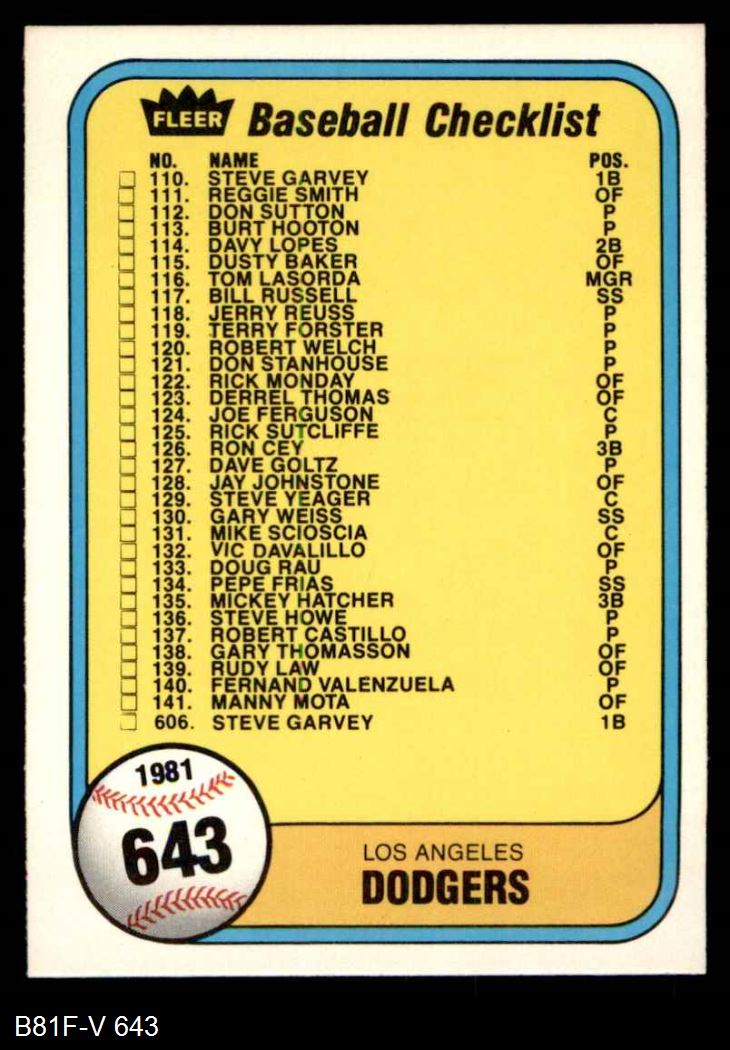 FLEER Baseball Checklist
NO. NAME POS.
110. STEVE GARVEY 1B
111. REGGIE SMITH OF
112. DON SUTTON P
113. BURT HOOTON P
114. DAVY LOPES 2B
115. DUSTY BAKER OF
116. TOM LASORDA MGR
117. BILL RUSSELL SS
118. JERRY REUSS P
119. TERRY FORSTER P
120. ROBERT WELCH P
121. DON STANHOUSE P
122. RICK MONDAY OF
123. DERREL THOMAS OF
124. JOE FERGUSON C
125. RICK SUTCLIFFE P
126. RON CEY 3B
127. DAVE GOLTZ P
128. JAY JOHNSTONE OF
129. STEVE YEAGER C
130. GARY WEISS SS
131. MIKE SCIOSCIA C
132. VIC DAVALILLO OF
133. DOUG RAU P
134. PEPE FRIAS SS
135. MICKEY HATCHER 3B
136. STEVE HOWE P
137. ROBERT CASTILLO P
138. GARY THOMASSON OF
139. RUDY LAW OF
140. FERNAND VALENZUELA P
141. MANNY MOTA OF
606. STEVE GARVEY 1B
1981
643
LOS ANGELES
DODGERS
B81F-V 643